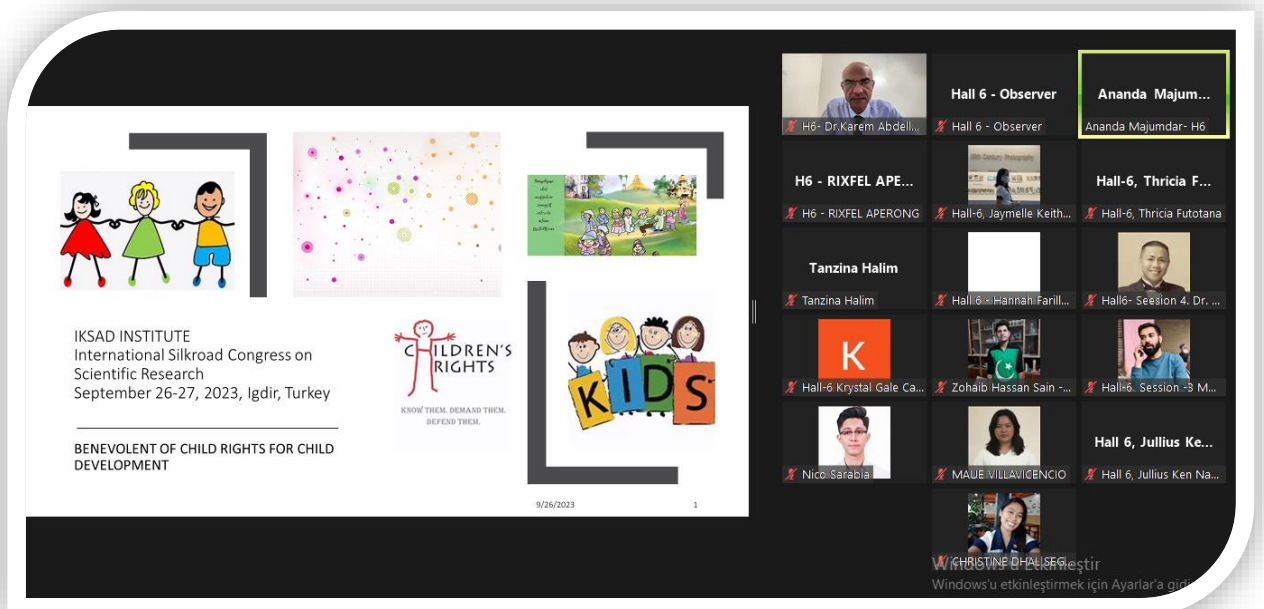 IKSAD INSTITUTE
International Silkroad Congress on
Scientific Research
September 26-27, 2023, Igdir, Turkey
BENEVOLENT OF CHILD RIGHTS FOR CHILD
DEVELOPMENT
CHILDREN'S
RIGHTS
KNOW THEM. DEMAND THEM.
DEFEND THEM.
KIDS
9/26/2023
1
H6- Dr.Karem Abdell...
Hall 6 - Observer
Hall 6 - Observer
Ananda Majum...
Ananda Majumdar- H6
H6 - RIXFEL APE...
H6 - RIXFEL APERONG
Hall-6, Jaymelle Keith...
Hall-6, Thricia F...
Hall-6, Thricia Futotana
Tanzina Halim
Tanzina Halim
Hall 6 - Hannah Farill...
Hall6- Seesion 4. Dr. ...
K
Hall-6 Krystal Gale Ca...
Zohaib Hassan Sain -...
Hall-6. Session -3 M...
Nico Sarabia
MAUE VILLAVICENCIO
Hall 6, Jullius Ke...
Hall 6, Jullius Ken Na...
CHRISTINE DHALISEG...
Windows'u Etkinleştir
Windows'u etkinleştirmek için Ayarlar'a gidi